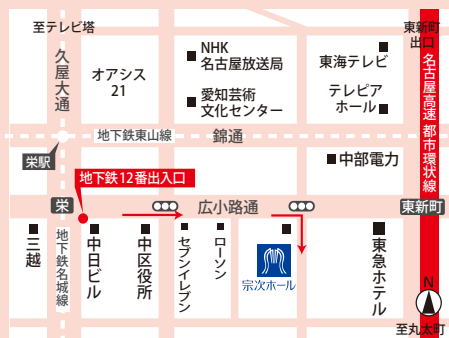 至テレビ塔
久屋大通
オアシス
21
NHK
名古屋放送局
愛知芸術
文化センター
東海テレビ
テレピア
ホール
東新町
出口
名古屋高速 都市環状線
地下鉄東山線
錦通
栄駅
中部電力
地下鉄12番出入口
栄
広小路通
東新町
三越
地下鉄名城線
中日ビル
中区役所
セブンイレブン
ローソン
宗次ホール
東急ホテル
N
至丸太町